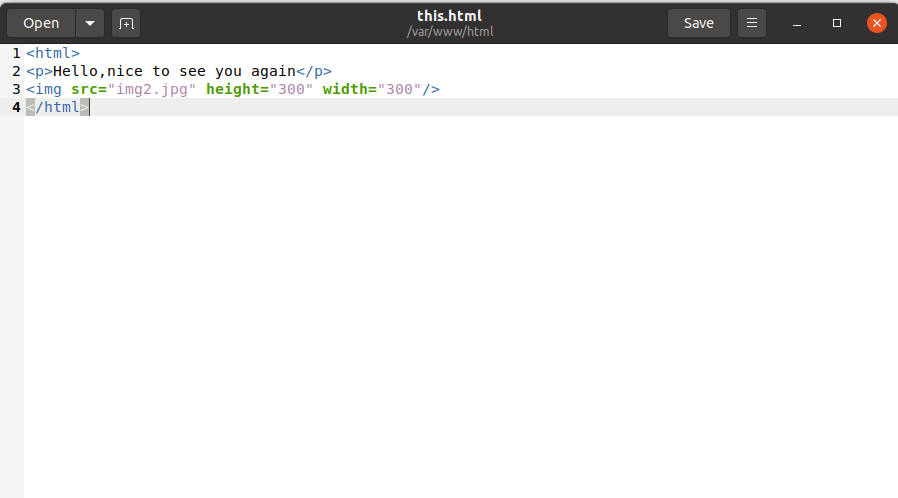 Open
this.html
/var/www/html
Save
1 <html>
2 <p>Hello,nice to see you again</p>
3 <img src="img2.jpg" height="300" width="300"/>
4 </html>